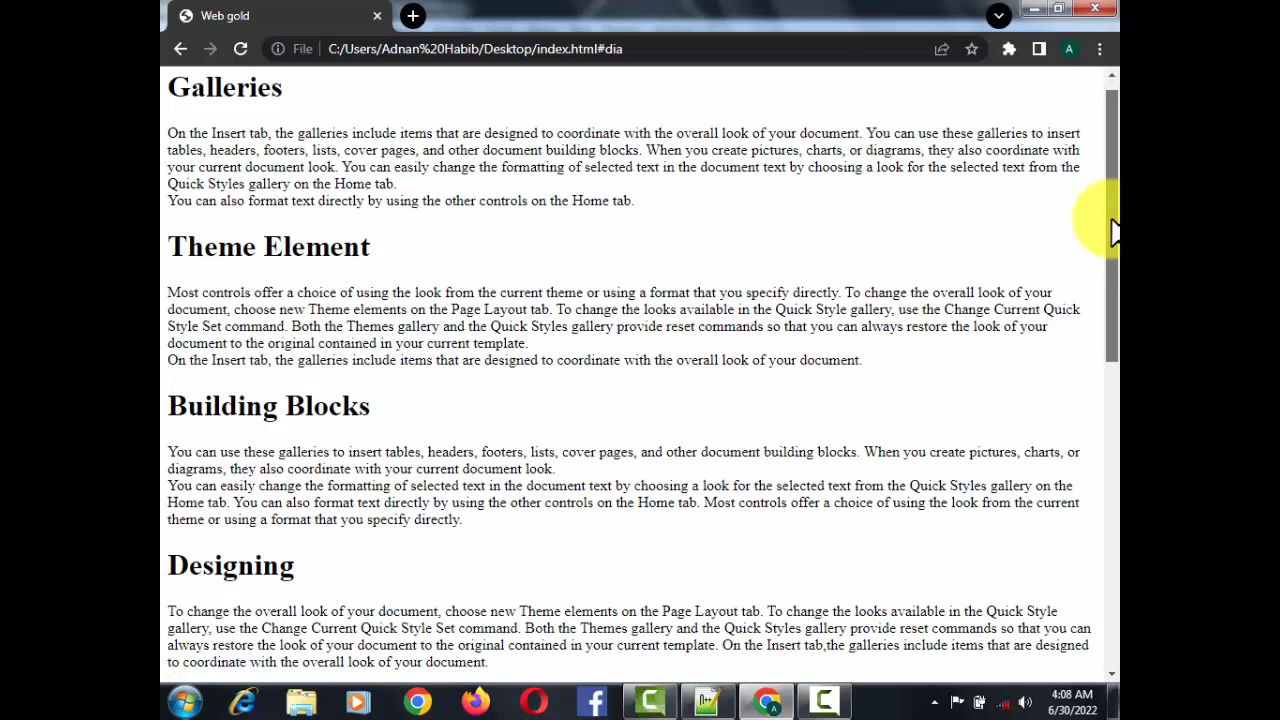 Web gold
File
C:/Users/Adnan%20Habib/Desktop/index.html#dia
A
Galleries
On the Insert tab, the galleries include items that are designed to coordinate with the overall look of your document. You can use these galleries to insert
tables, headers, footers, lists, cover pages, and other document building blocks. When you create pictures, charts, or diagrams, they also coordinate with
your current document look. You can easily change the formatting of selected text in the document text by choosing a look for the selected text from the
Quick Styles gallery on the Home tab.
You can also format text directly by using the other controls on the Home tab.
Theme Element
Most controls offer a choice of using the look from the current theme or using a format that you specify directly. To change the overall look of your
document, choose new Theme elements on the Page Layout tab. To change the looks available in the Quick Style gallery, use the Change Current Quick
Style Set command. Both the Themes gallery and the Quick Styles gallery provide reset commands so that you can always restore the look of your
document to the original contained in your current template.
On the Insert tab, the galleries include items that are designed to coordinate with the overall look of your document.
Building Blocks
You can use these galleries to insert tables, headers, footers, lists, cover pages, and other document building blocks. When you create pictures, charts, or
diagrams, they also coordinate with your current document look.
You can easily change the formatting of selected text in the document text by choosing a look for the selected text from the Quick Styles gallery on the
Home tab. You can also format text directly by using the other controls on the Home tab. Most controls offer a choice of using the look from the current
theme or using a format that you specify directly.
Designing
To change the overall look of your document, choose new Theme elements on the Page Layout tab. To change the looks available in the Quick Style
gallery, use the Change Current Quick Style Set command. Both the Themes gallery and the Quick Styles gallery provide reset commands so that you can
always restore the look of your document to the original contained in your current template. On the Insert tab,the galleries include items that are designed
to coordinate with the overall look of your document.
4:08 AM
6/30/2022